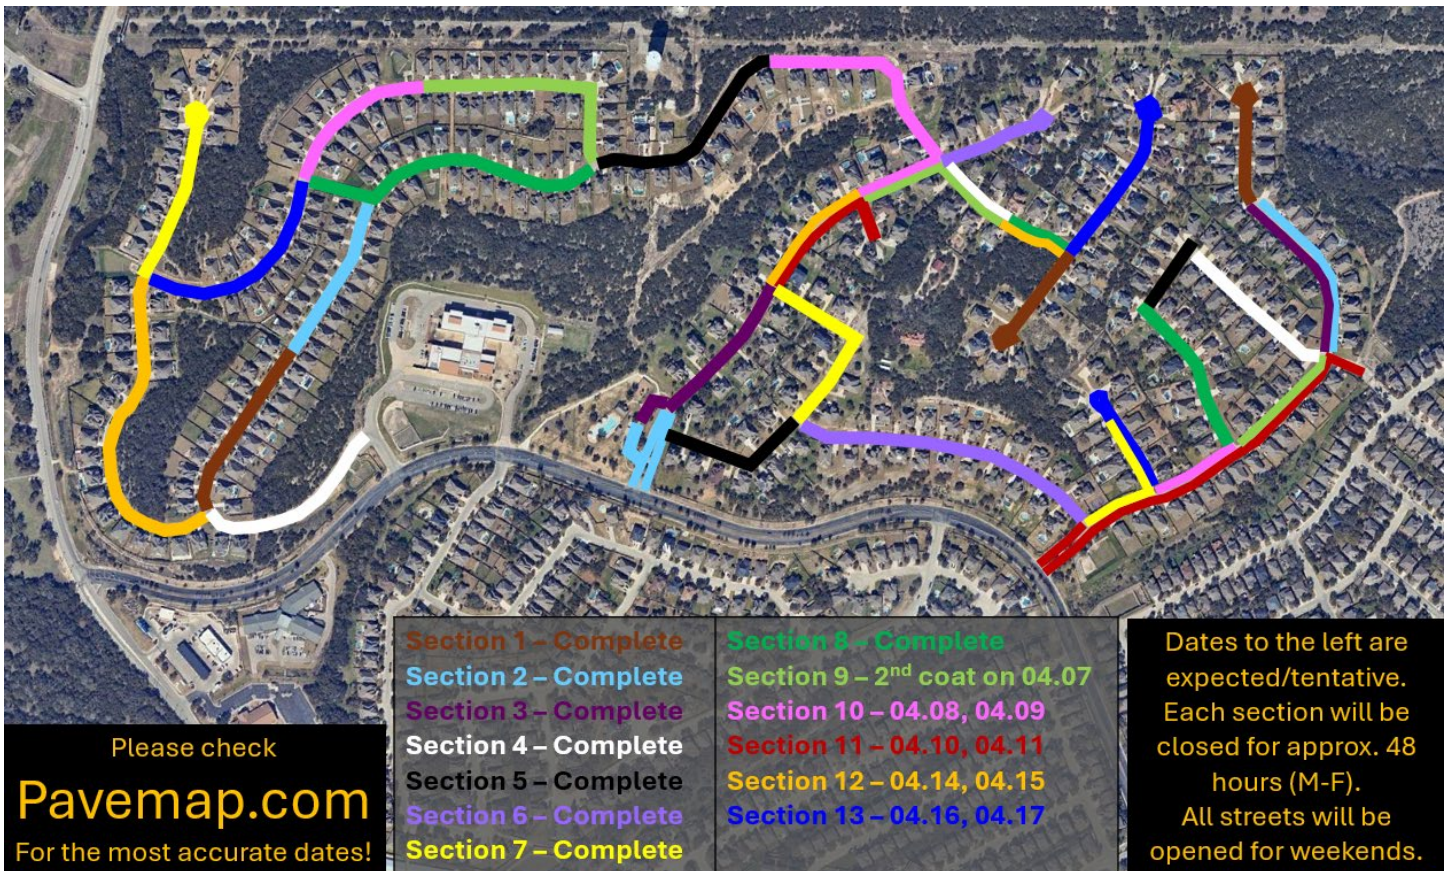 Section 1 – Complete
Section 2 – Complete
Section 3 – Complete
Section 4 – Complete
Section 5 – Complete
Section 6 – Complete
Section 7 – Complete
Section 8 – Complete
Section 9 – 2nd coat on 04.07
Section 10 – 04.08, 04.09
Section 11 – 04.10, 04.11
Section 12 – 04.14, 04.15
Section 13 – 04.16, 04.17
Dates to the left are
expected/tentative.
Each section will be
closed for approx. 48
hours (M-F).
All streets will be
opened for weekends.
Please check
Pavemap.com
For the most accurate dates!